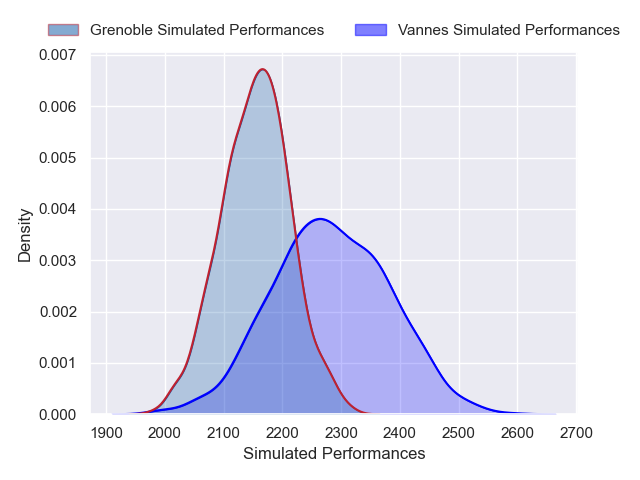 Grenoble Simulated Performances
Vannes Simulated Performances
0.007
0.006
0.005
0.004
0.003
0.002
0.001
0.000
Density
1900 2000 2100 2200 2300 2400 2500 2600 2700
Simulated Performances